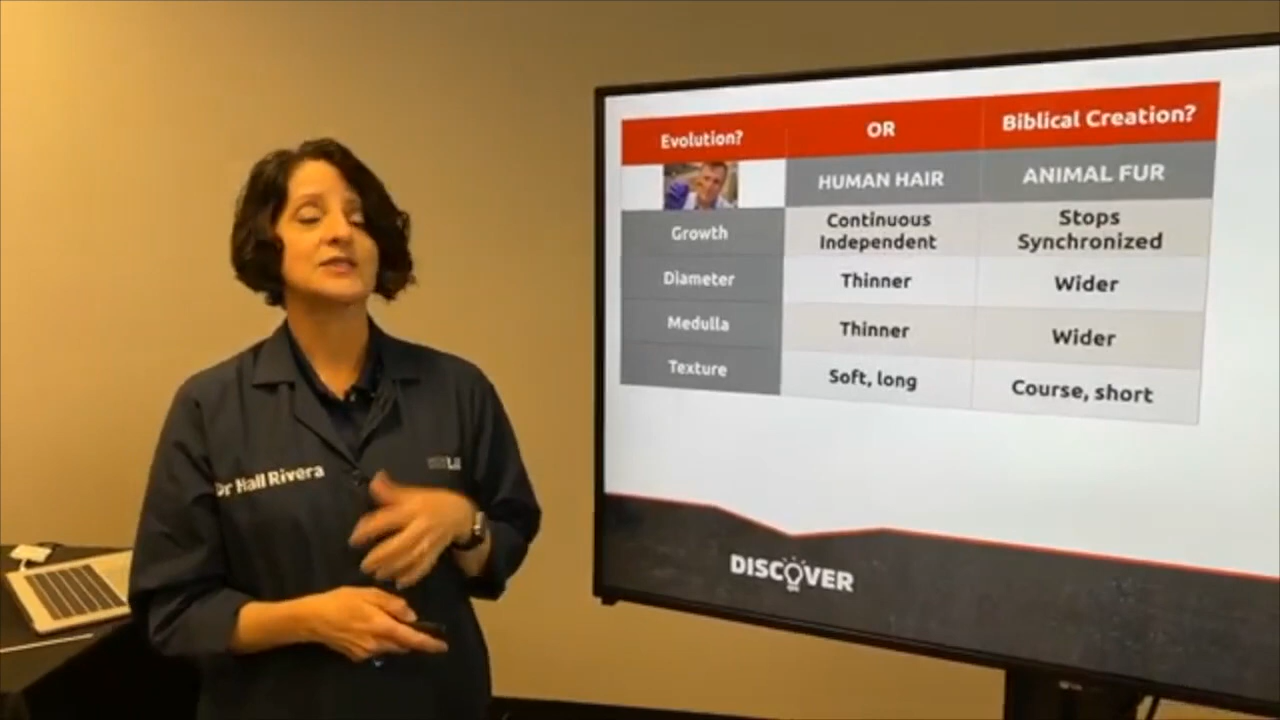 Evolution? OR Biblical Creation?
HUMAN HAIR ANIMAL FUR
Growth Continuous Independent Stops Synchronized
Diameter Thinner Wider
Medulla Thinner Wider
Texture Soft, long Course, short
Dr Hall Rivera
DISCOVER